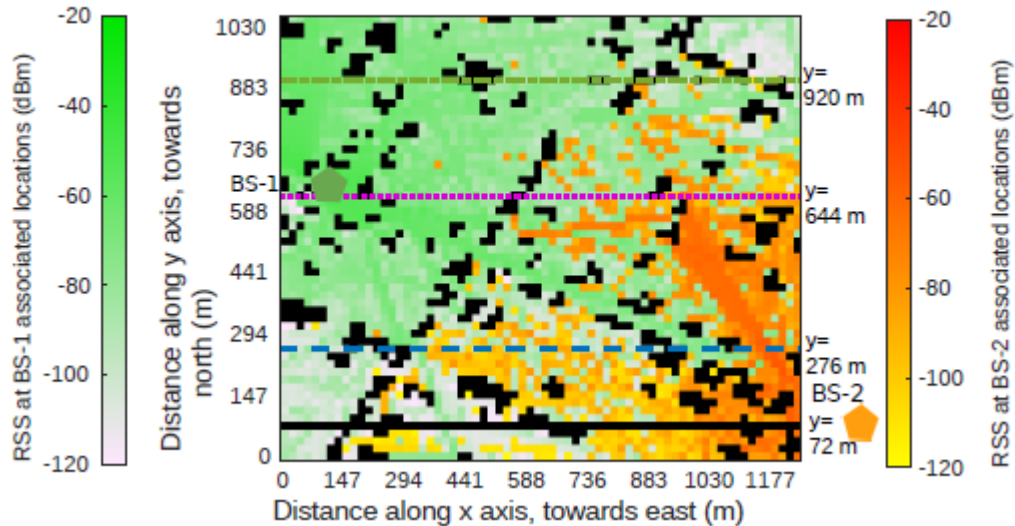 -20
-40
-60
-80
-100
-120
RSS at BS-1 associated locations (dBm)
Distance along y axis, towards
north (m)
1030
883
736
588
441
294
147
0
BS-1
0 147 294 441 588 736 883 1030 1177
Distance along x axis, towards east (m)
y=
920 m
y=
644 m
y=
276 m
BS-2
y=
72 m
-20
-40
-60
-80
-100
-120
RSS at BS-2 associated locations (dBm)